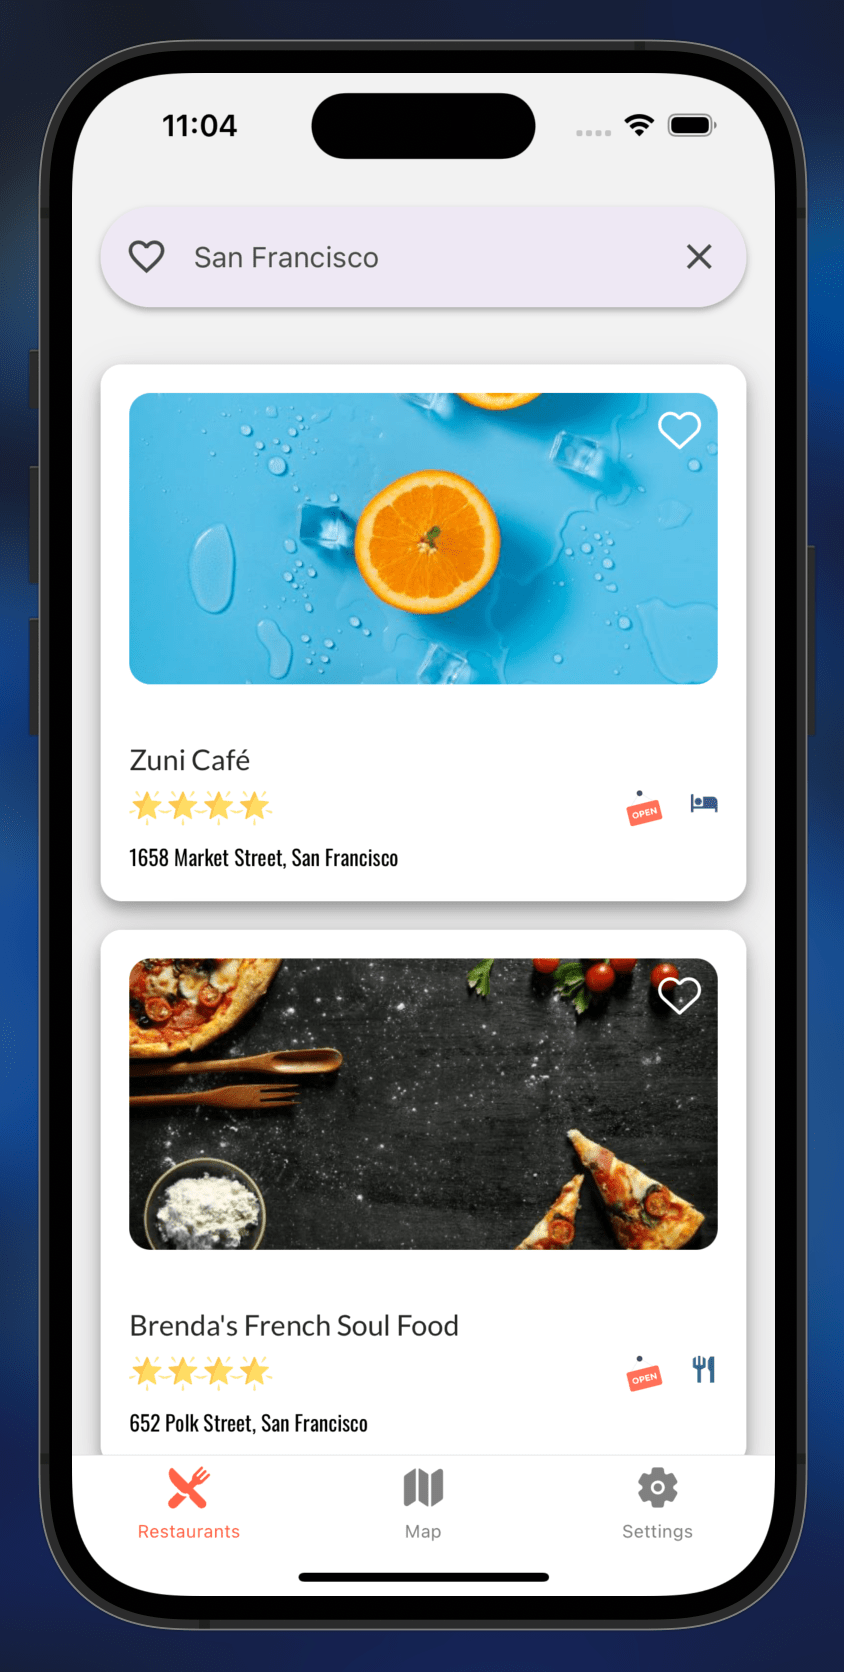 11:04
San Francisco
Zuni Café
OPEN
1658 Market Street, San Francisco
Brenda's French Soul Food
OPEN
652 Polk Street, San Francisco
Restaurants
Map
Settings